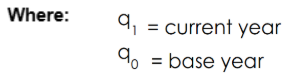 Where: q₁ = current year
q₀ = base year